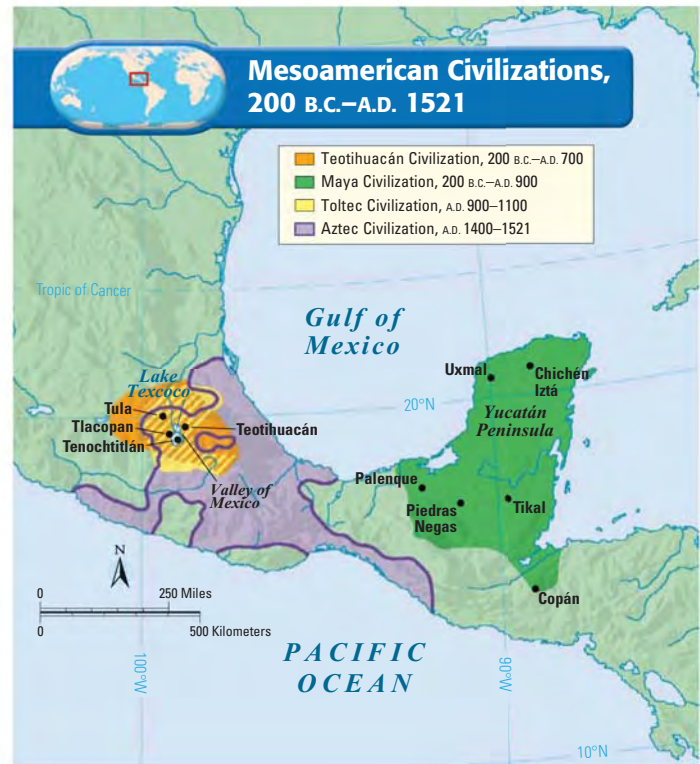 Mesoamerican Civilizations,
200 B.C.–A.D. 1521
Teotihuacán Civilization, 200 B.C.–A.D. 700
Maya Civilization, 200 B.C.–A.D. 900
Toltec Civilization, A.D. 900–1100
Aztec Civilization, A.D. 1400–1521
Tropic of Cancer
Gulf of
Mexico
Lake
Texcoco
Tula
Tlacopan
Tenochtitlán
Teotihuacán
Valley of
Mexico
20°N
Uxmal
Chichén
Iztá
Yucatán
Peninsula
Palenque
Piedras
Negas
Tikal
Copán
N
0 250 Miles
0 500 Kilometers
100°W
PACIFIC
OCEAN
90°W
10°N